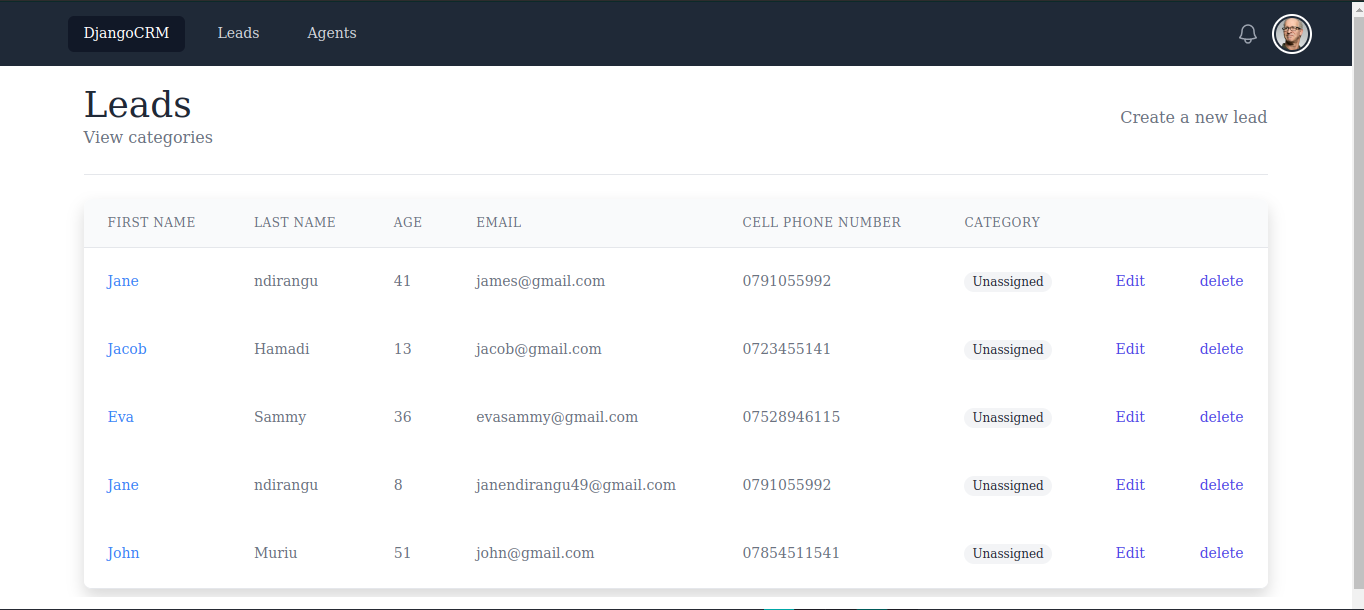 DjangoCRM Leads Agents
Leads
View categories
Create a new lead
FIRST NAME LAST NAME AGE EMAIL CELL PHONE NUMBER CATEGORY
Jane ndirangu 41 james@gmail.com 0791055992 Unassigned Edit delete
Jacob Hamadi 13 jacob@gmail.com 0723455141 Unassigned Edit delete
Eva Sammy 36 evasammy@gmail.com 07528946115 Unassigned Edit delete
Jane ndirangu 8 janendirangu49@gmail.com 0791055992 Unassigned Edit delete
John Muriu 51 john@gmail.com 07854511541 Unassigned Edit delete